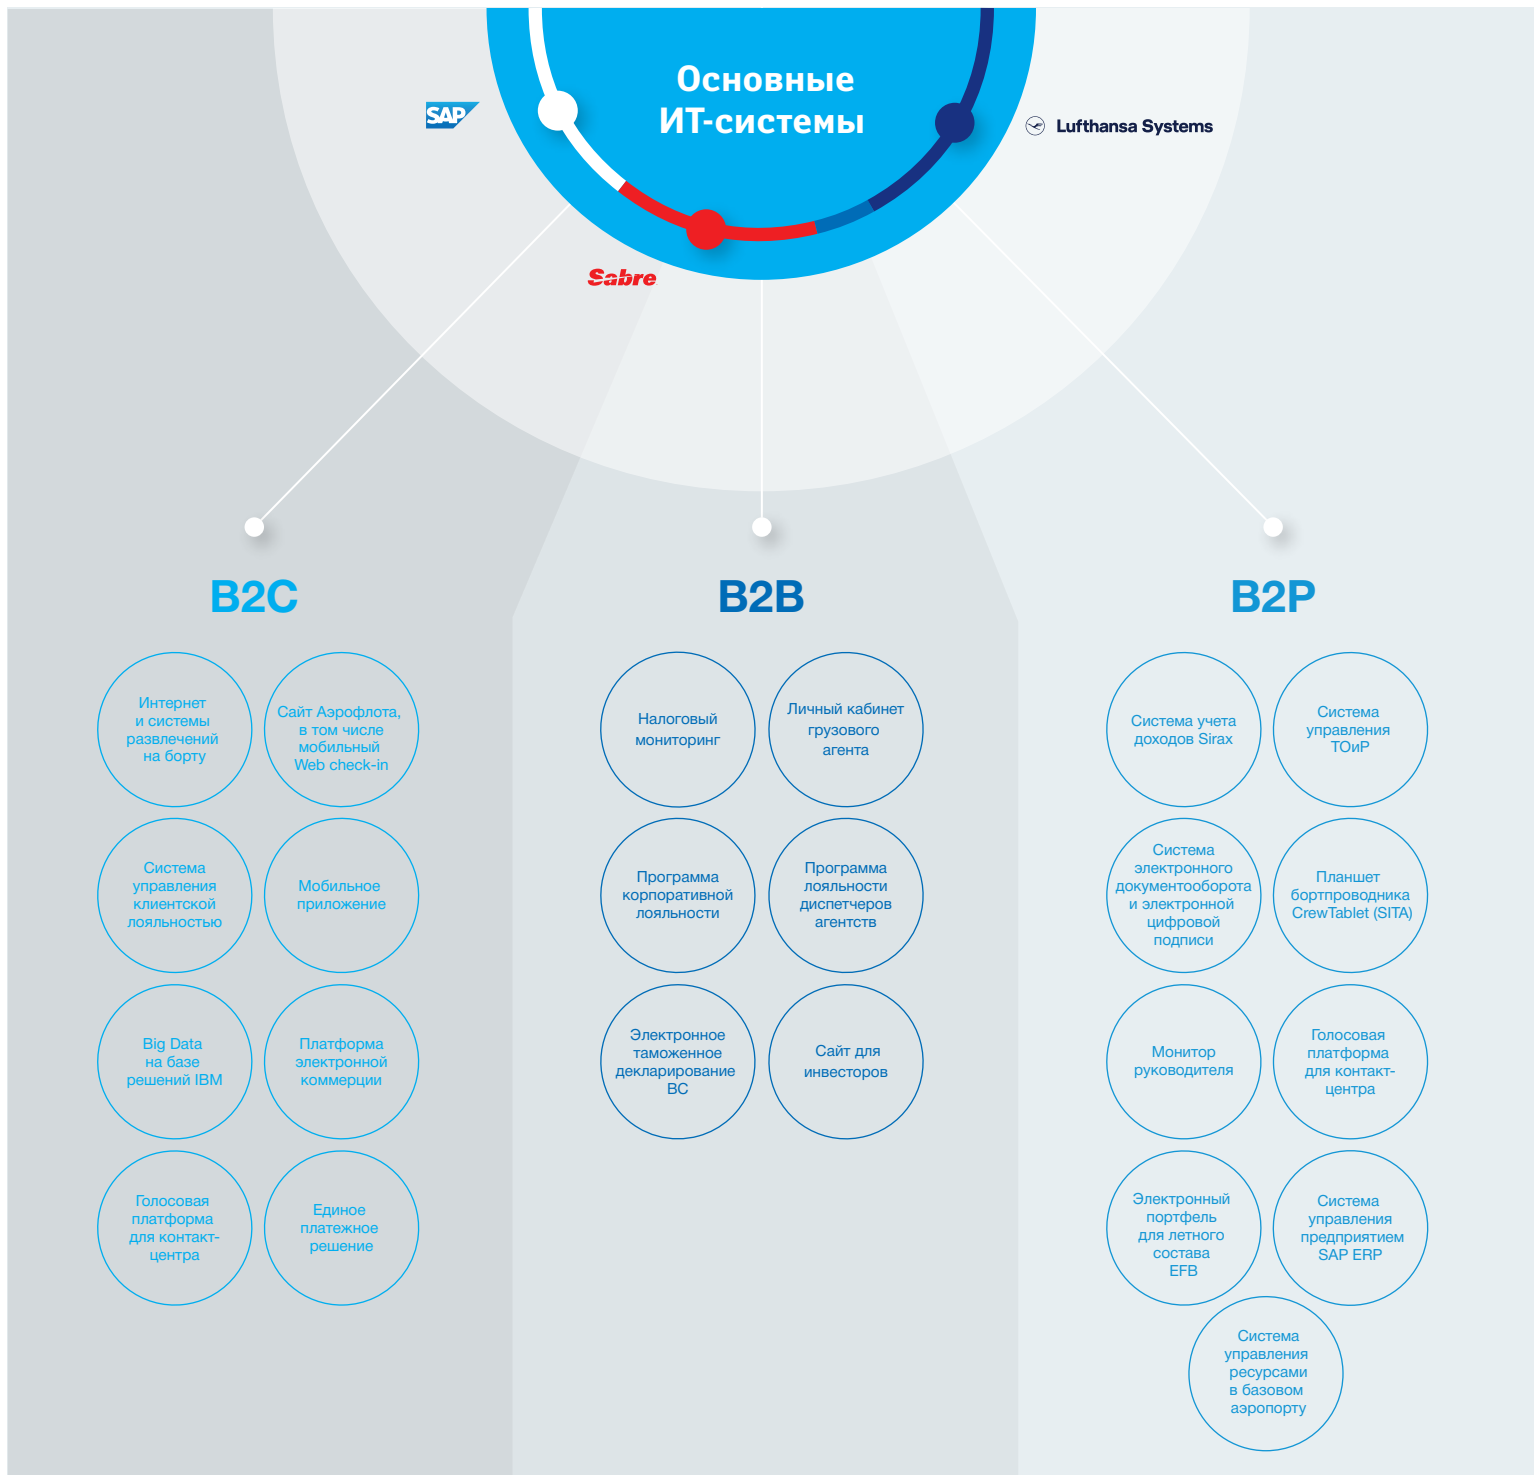 Основные
ИТ-системы
SAP
Lufthansa Systems
Sabre
B2C
Интернет
и системы
развлечений
на борту
Сайт Аэрофлота,
в том числе
мобильный
Web check-in
Система
управления
клиентской
лояльностью
Мобильное
приложение
Big Data
на базе
решений IBM
Платформа
электронной
коммерции
Голосовая
платформа
для контакт-
центра
Единое
платежное
решение
B2B
Налоговый
мониторинг
Личный кабинет
грузового
агента
Программа
корпоративной
лояльности
Программа
лояльности
диспетчеров
агентств
Электронное
таможенное
декларирование
ВС
Сайт для
инвесторов
B2P
Система учета
доходов Sirax
Система
управления
ТОиР
Система
электронного
документооборота
и электронной
цифровой
подписи
Планшет
бортпроводника
CrewTablet (SITA)
Монитор
руководителя
Голосовая
платформа
для контакт-
центра
Электронный
портфель
для летного
состава
EFB
Система
управления
предприятием
SAP ERP
Система
управления
ресурсами
в базовом
аэропорту